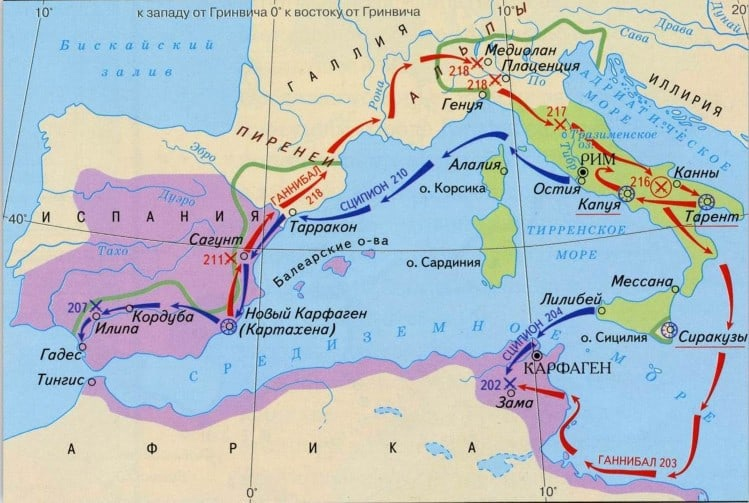 к западу от Гринвича 0° к востоку от Гринвича
10°
10°
20°
Бискайский
залив
ГАЛЛИЯ
АЛЬПЫ
Сава
Драва
Дунай
Медиолан
218
Плаценция
218
По
Генуя
Рона
ИЛЛИРИЯ
АДРИАТИЧЕСКОЕ
МОРЕ
217
Тразименское
оз.
Тибр
ПИРЕНЕИ
Эбро
ГАННИБАЛ
218
СЦИПИОН 210
Алалия
о. Корсика
РИМ
Остия
Канны
216
Капуя
Тарент
Дуэро
40°
40°
ИСПАНИЯ
Тарракон
Тахо
Сагунт
211
Балеарские о-ва
о. Сардиния
ТИРРЕНСКОЕ
МОРЕ
Мессана
Лилибей
о. Сицилия
Сиракузы
207
Кордуба
Илипа
Новый Карфаген
(Картахена)
Гадес
Тингис
СРЕДИЗЕМНОЕ МОРЕ
СЦИПИОН 204
КАРФАГЕН
202
Зама
АФРИКА
ГАННИБАЛ 203
0°
10°